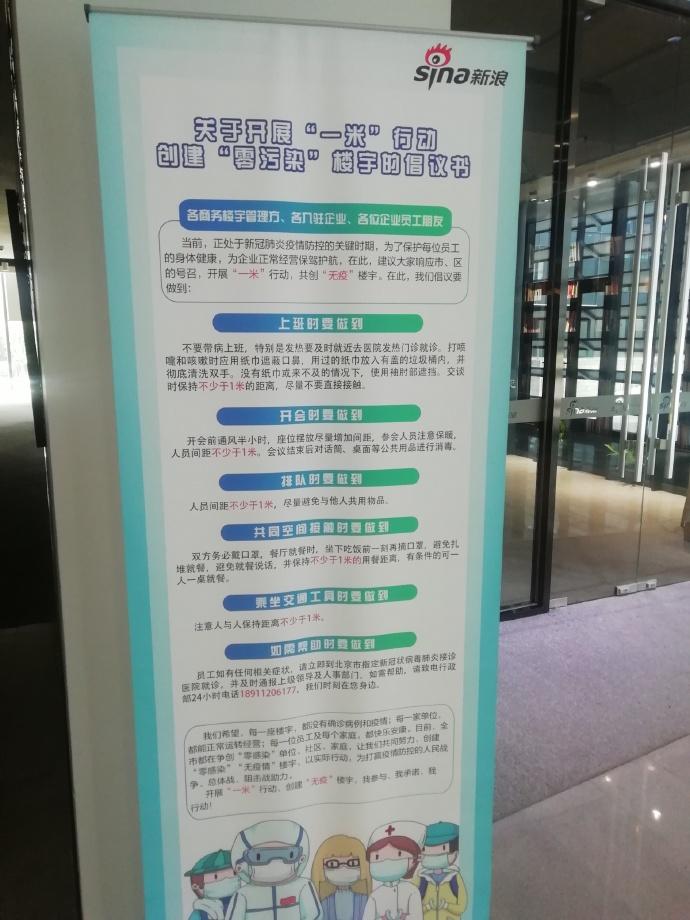 sina新浪
关于开展“一米”行动
创建“零污染”楼宇的倡议书
各商务楼宇管理方、各入驻企业、各位企业员工朋友
当前，正处于新冠肺炎疫情防控的关键时期，为了保护每位员工
的身体健康，为企业正常经营保驾护航，在此，建议大家响应市、区
的号召，开展“一米”行动，共创“无疫”楼宇。在此，我们倡议要
做到：
上班时要做到
不要带病上班，特别是发热要及时就近去医院发热门诊就诊。打喷
嚏和咳嗽时应用纸巾遮蔽口鼻，用过的纸巾放入有盖的垃圾桶内，并
彻底清洗双手。没有纸巾或来不及的情况下，使用袖肘部遮挡。交谈
时保持不少于1米的距离，尽量不要直接接触。
开会时要做到
开会前通风半小时，座位摆放尽量增加间距，参会人员注意保暖，
人员间距不少于1米。会议结束后对话筒、桌面等公共用品进行消毒。
排队时要做到
人员间距不少于1米，尽量避免与他人共用物品。
共同空间接触时要做到
双方务必戴口罩，餐厅就餐时，坐下吃饭前一刻再摘口罩，避免扎
堆就餐，避免就餐说话，并保持不少于1米的用餐距离，有条件的可一
人一桌就餐。
乘坐交通工具时要做到
注意人与人保持距离不少于1米。
如需帮助时要做到
员工如有任何相关症状，请立即到北京市指定新冠状病毒肺炎接诊
医院就诊，并及时通报上级领导及人事部门，如需帮助，请致电行政
部24小时电话18911206177，我们时刻在您身边。
我们希望，每一座楼宇，都没有确诊病例和疫情；每一家单位，
都能正常运转经营；每一位员工及每个家庭，都快乐安康。目前，全
市都在争创“零感染”单位、社区、家庭，让我们共同努力，创建
“零感染”“无疫情”楼宇，以实际行动，为打赢疫情防控的人民战
争、总体战、阻击战助力。
开展“一米”行动、创建“无疫”楼宇，我参与、我承诺、我
行动！